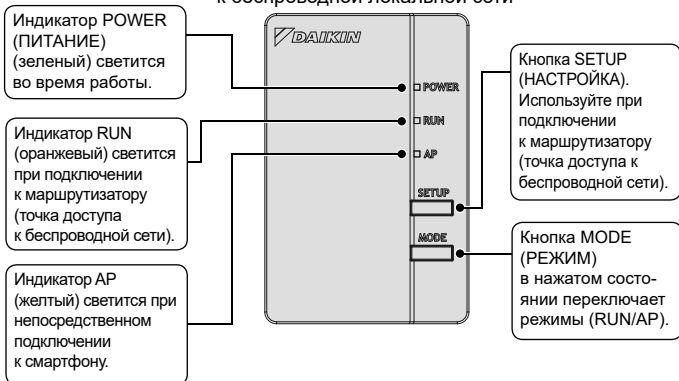 к беспроводной локальной сети
Индикатор POWER
(ПИТАНИЕ)
(зеленый) светится
во время работы.
Индикатор RUN
(оранжевый) светится
при подключении
к маршрутизатору
(точка доступа
к беспроводной сети).
Индикатор AP
(желтый) светится при
непосредственном
подключении
к смартфону.
DAIKIN
POWER
RUN
AP
SETUP
MODE
Кнопка SETUP
(НАСТРОЙКА).
Используйте при
подключении
к маршрутизатору
(точка доступа к
беспроводной сети).
Кнопка MODE
(РЕЖИМ)
в нажатом состо-
янии переключает
режимы (RUN/AP).